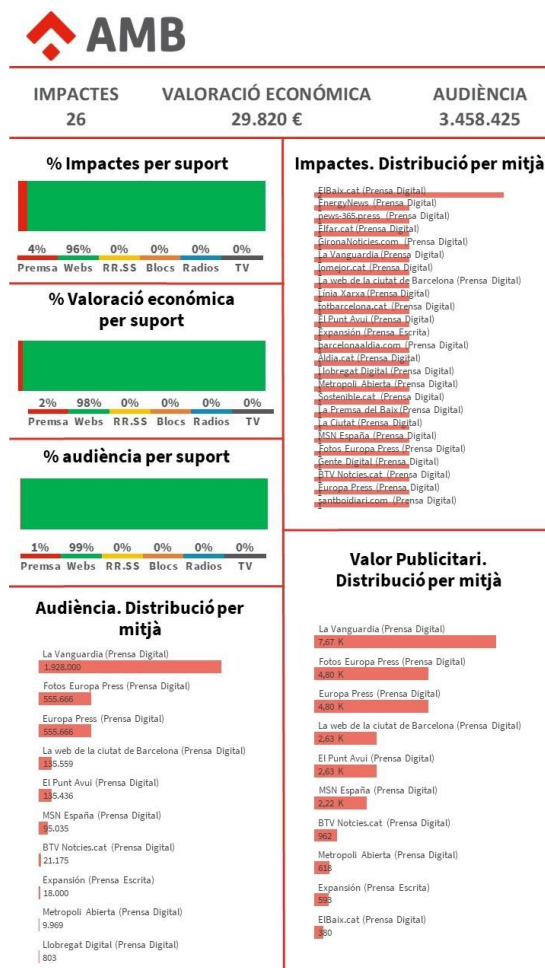 AMB
IMPACTES
26
VALORACIÓ ECONÓMICA
29.820 €
AUDIÈNCIA
3.458.425
% Impactes per suport
4% 96% 0% 0% 0% 0%
Premsa Webs RR.SS Blocs Radios TV
% Valoració económica
per suport
2% 98% 0% 0% 0% 0%
Premsa Webs RR.SS Blocs Radios TV
% audiència per suport
1% 99% 0% 0% 0% 0%
Premsa Webs RR.SS Blocs Radios TV
Audiència. Distribució per
mitjà
La Vanguardia (Prensa Digital)
1.928.000
Fotos Europa Press (Prensa Digital)
555.666
Europa Press (Prensa Digital)
555.666
La web de la ciutat de Barcelona (Prensa Digital)
135.559
El Punt Avui (Prensa Digital)
135.436
MSN España (Prensa Digital)
95.035
BTV Notcies.cat (Prensa Digital)
21.175
Expansión (Prensa Escrita)
18.000
Metropoli Abierta (Prensa Digital)
9.969
Llobregat Digital (Prensa Digital)
803
Impactes. Distribució per mitjà
ElBaix.cat (Prensa Digital)
EnergyNews (Prensa Digital)
news-365.press (Prensa Digital)
Elfar.cat (Prensa Digital)
GironaNoticies.com (Prensa Digital)
La Vanguardia (Prensa Digital)
lomejor.cat (Prensa Digital)
La web de la ciutat de Barcelona (Prensa Digital)
Línia Xarxa (Prensa Digital)
fotbarcelona.cat (Prensa Digital)
El Punt Avui (Prensa Digital)
Expansión (Prensa Escrita)
barcelonaaldia.com (Prensa Digital)
Aldia.cat (Prensa Digital)
Llobregat Digital (Prensa Digital)
Metropoli Abierta (Prensa Digital)
Sostenible.cat (Prensa Digital)
La Premsa del Baix (Prensa Digital)
La Ciutat (Prensa Digital)
MSN España (Prensa Digital)
Fotos Europa Press (Prensa Digital)
Gente Digital (Prensa Digital)
BTV Notcies.cat (Prensa Digital)
Europa Press (Prensa Digital)
santboidiari.com (Prensa Digital)
Valor Publicitari.
Distribució per mitjà
La Vanguardia (Prensa Digital)
7,67 K
Fotos Europa Press (Prensa Digital)
4,80 K
Europa Press (Prensa Digital)
4,80 K
La web de la ciutat de Barcelona (Prensa Digital)
2,63 K
El Punt Avui (Prensa Digital)
2,63 K
MSN España (Prensa Digital)
2,22 K
BTV Notcies.cat (Prensa Digital)
962
Metropoli Abierta (Prensa Digital)
618
Expansión (Prensa Escrita)
593
ElBaix.cat (Prensa Digital)
380